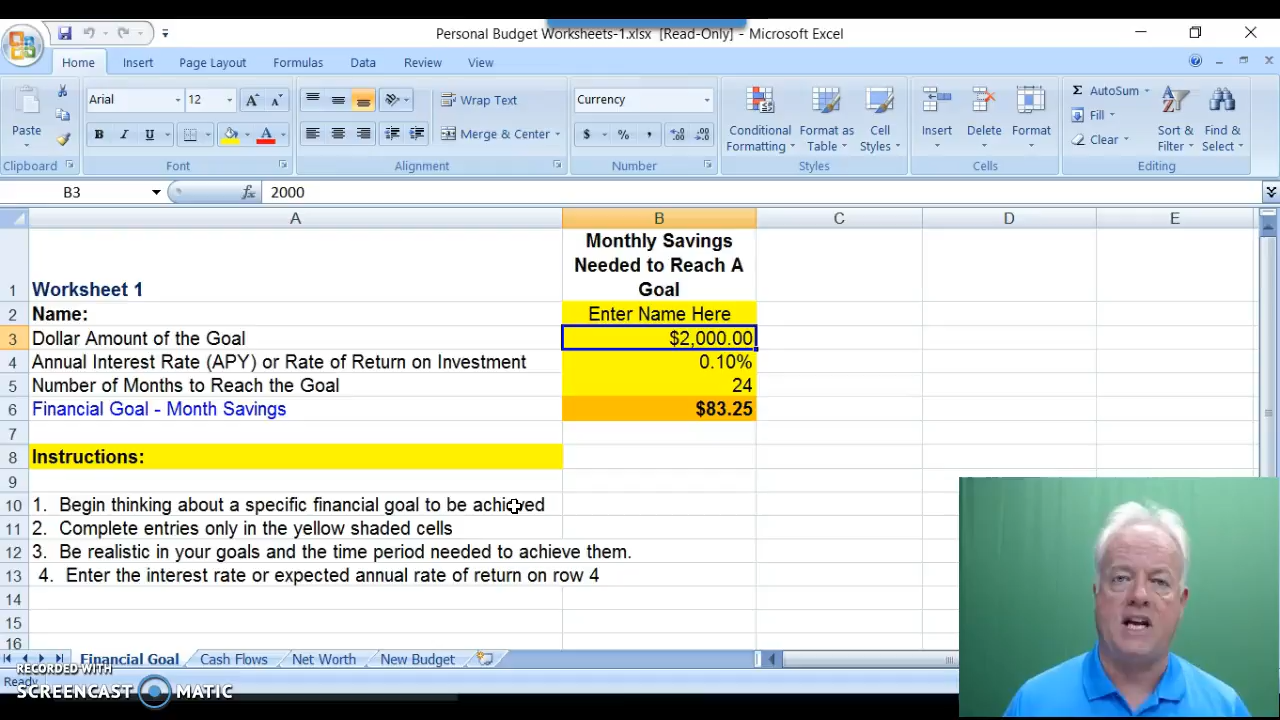 Personal Budget Worksheets-1.xlsx [Read-Only] - Microsoft Excel
Home Insert Page Layout Formulas Data Review View
Arial 12 Wrap Text Currency AutoSum
Fill
Paste B I U Merge & Center $ % , Conditional Formatting Format as Table Cell Styles Insert Delete Format Clear Sort & Filter Find & Select
Clipboard Font Alignment Number Styles Cells Editing
B3 fx 2000
A B C D E
1 Worksheet 1 Monthly Savings
Needed to Reach A
Goal
2 Name: Enter Name Here
3 Dollar Amount of the Goal $2,000.00
4 Annual Interest Rate (APY) or Rate of Return on Investment 0.10%
5 Number of Months to Reach the Goal 24
6 Financial Goal - Month Savings $83.25
7
8 Instructions:
9
10 1. Begin thinking about a specific financial goal to be achieved
11 2. Complete entries only in the yellow shaded cells
12 3. Be realistic in your goals and the time period needed to achieve them.
13 4. Enter the interest rate or expected annual rate of return on row 4
14
15
16
Financial Goal Cash Flows Net Worth New Budget
RECORDED WITH
Ready
SCREENCAST MATIC